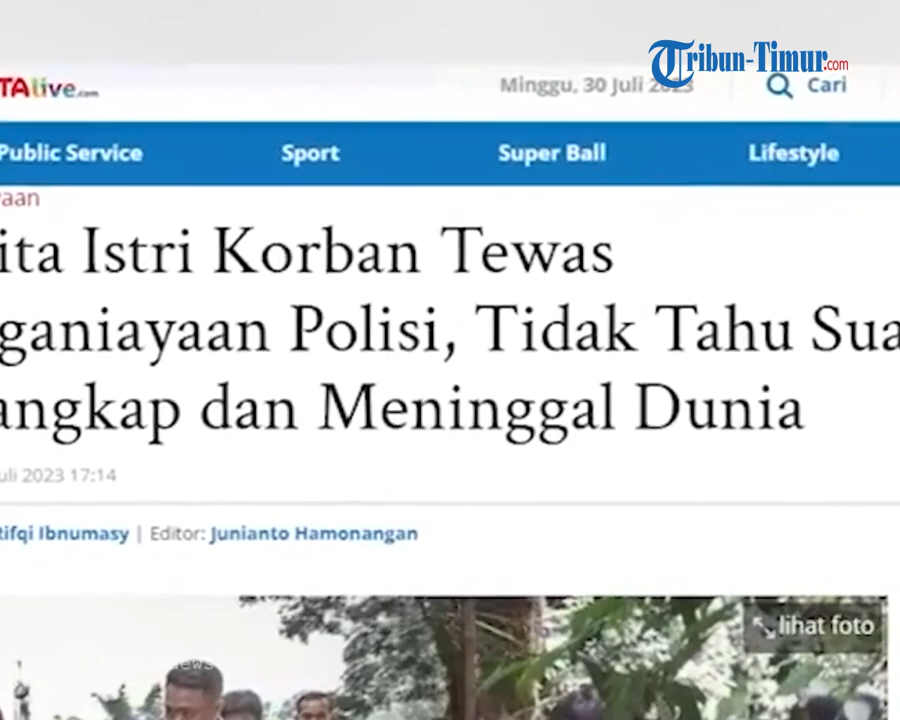 Tribun-Timur.com
TAlive.com
Minggu, 30 Juli 2023
Cari
Public Service
Sport
Super Ball
Lifestyle
yaan
ita Istri Korban Tewas
ganiayaan Polisi, Tidak Tahu Sua
angkap dan Meninggal Dunia
uli 2023 17:14
Rifqi Ibnumasy | Editor: Junianto Hamonangan
lihat foto